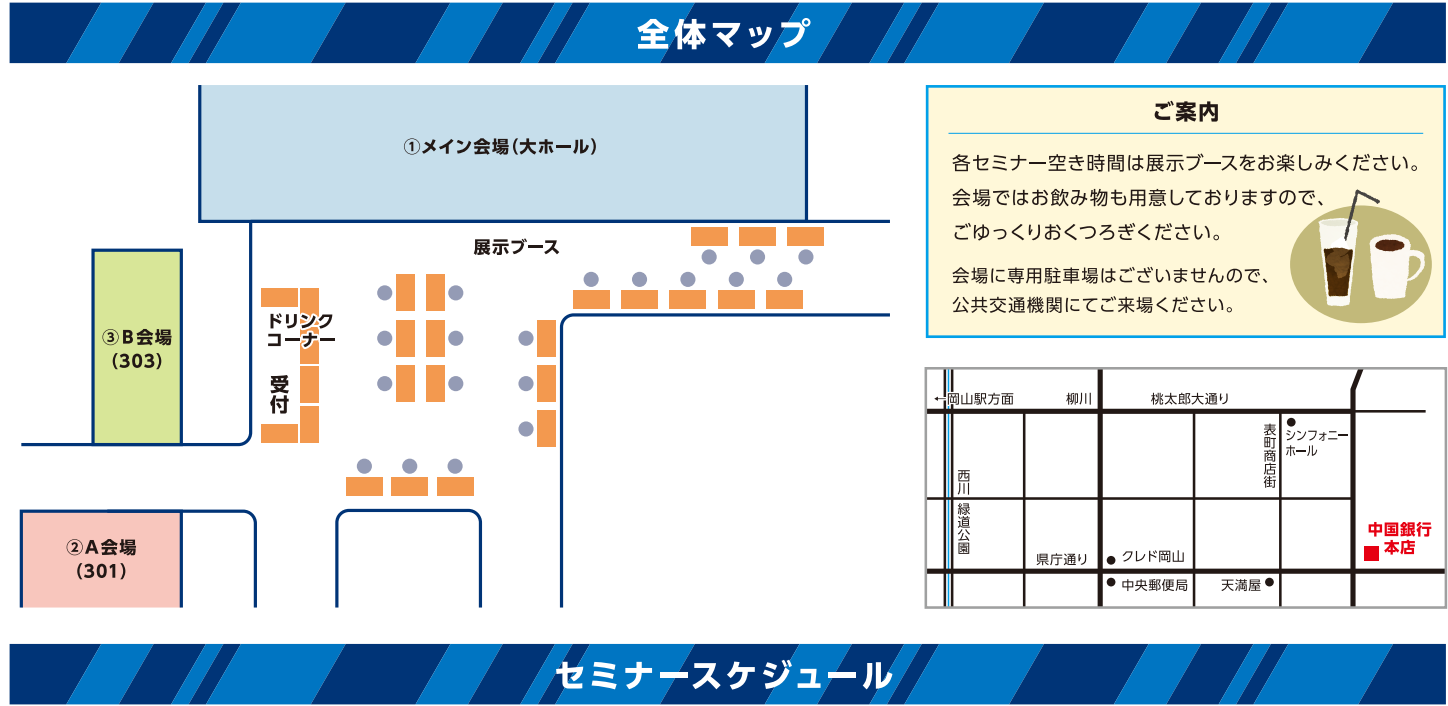 全体マップ
①メイン会場(大ホール)
展示ブース
③B会場
(303)
ドリンク
コーナー
受付
②A会場
(301)
ご案内
各セミナー空き時間は展示ブースをお楽しみください。
会場ではお飲み物も用意しておりますので、
ごゆっくりおくつろぎください。
会場に専用駐車場はございませんので、
公共交通機関にてご来場ください。
←岡山駅方面
柳川
桃太郎大通り
表町商店街
シンフォニー
ホール
西川
緑道公園
県庁通り
クレド岡山
中央郵便局
天満屋
中国銀行
本店
セミナースケジュール